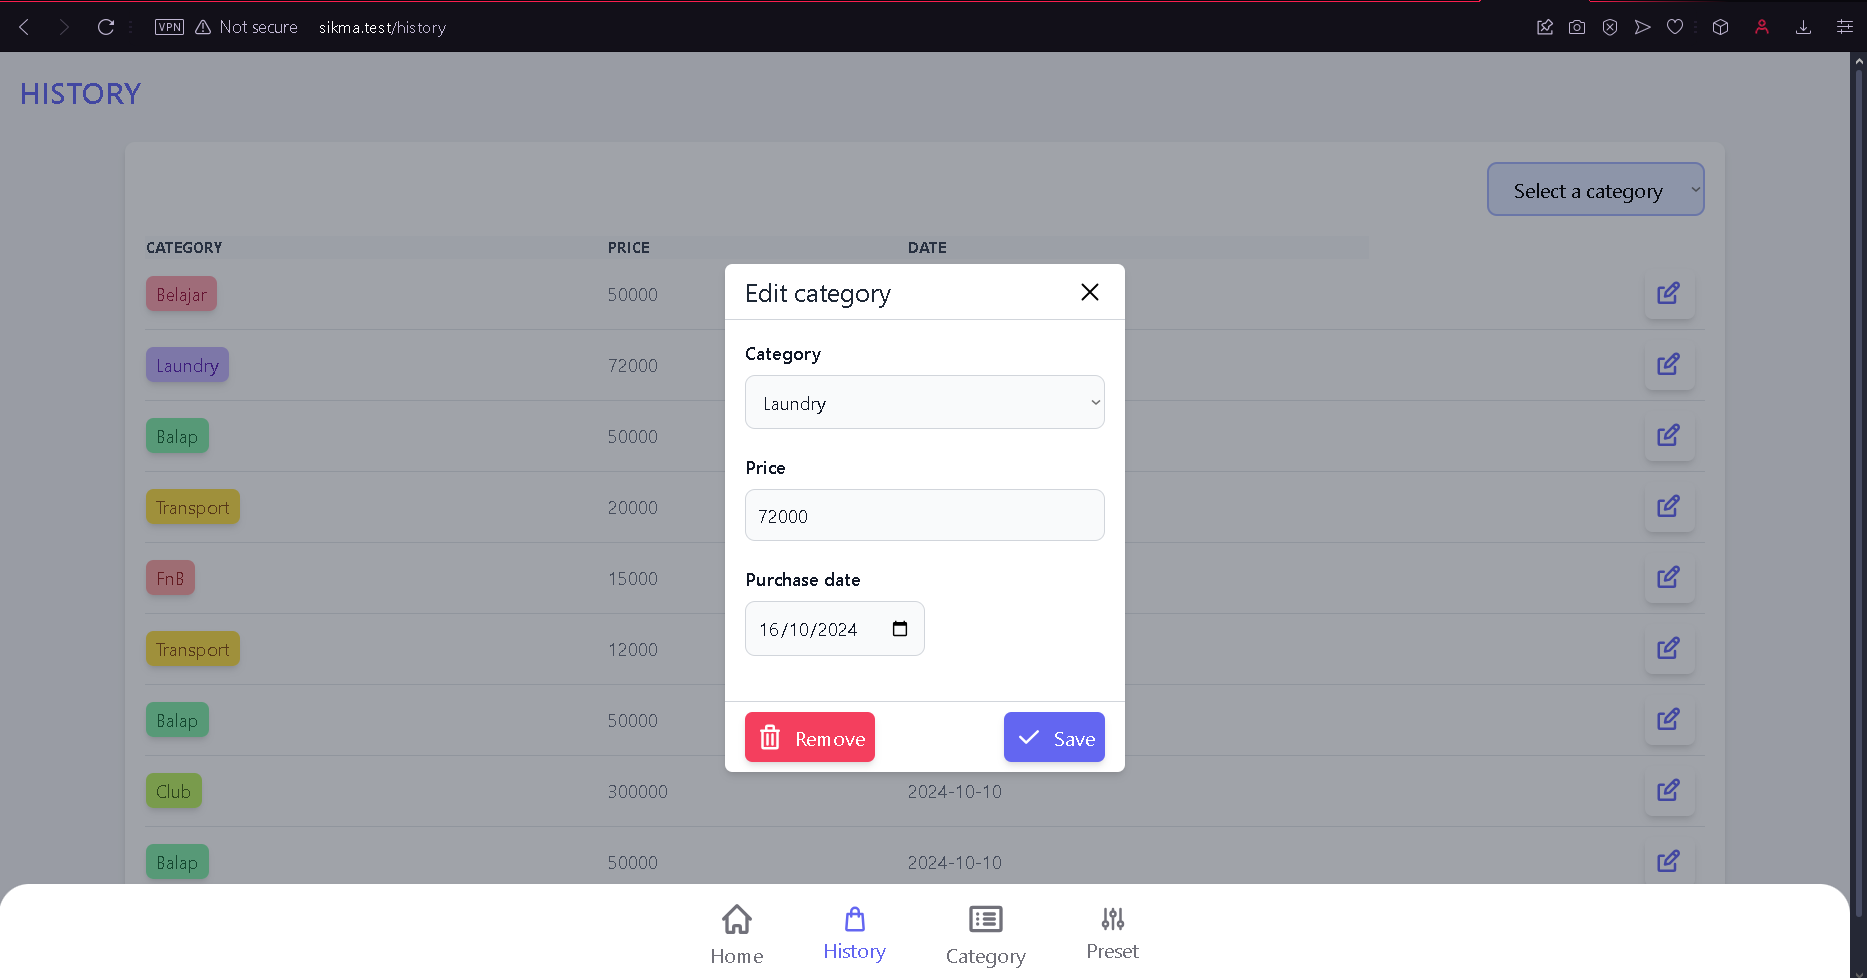 VPN Not secure sikma.test/history
HISTORY
Select a category
CATEGORY PRICE DATE
Belajar 50000
Laundry 72000
Balap 50000
Transport 20000
FnB 15000
Transport 12000
Balap 50000
Club 300000 2024-10-10
Balap 50000 2024-10-10
Edit category
Category
Laundry
Price
72000
Purchase date
16/10/2024
Remove Save
Home History Category Preset